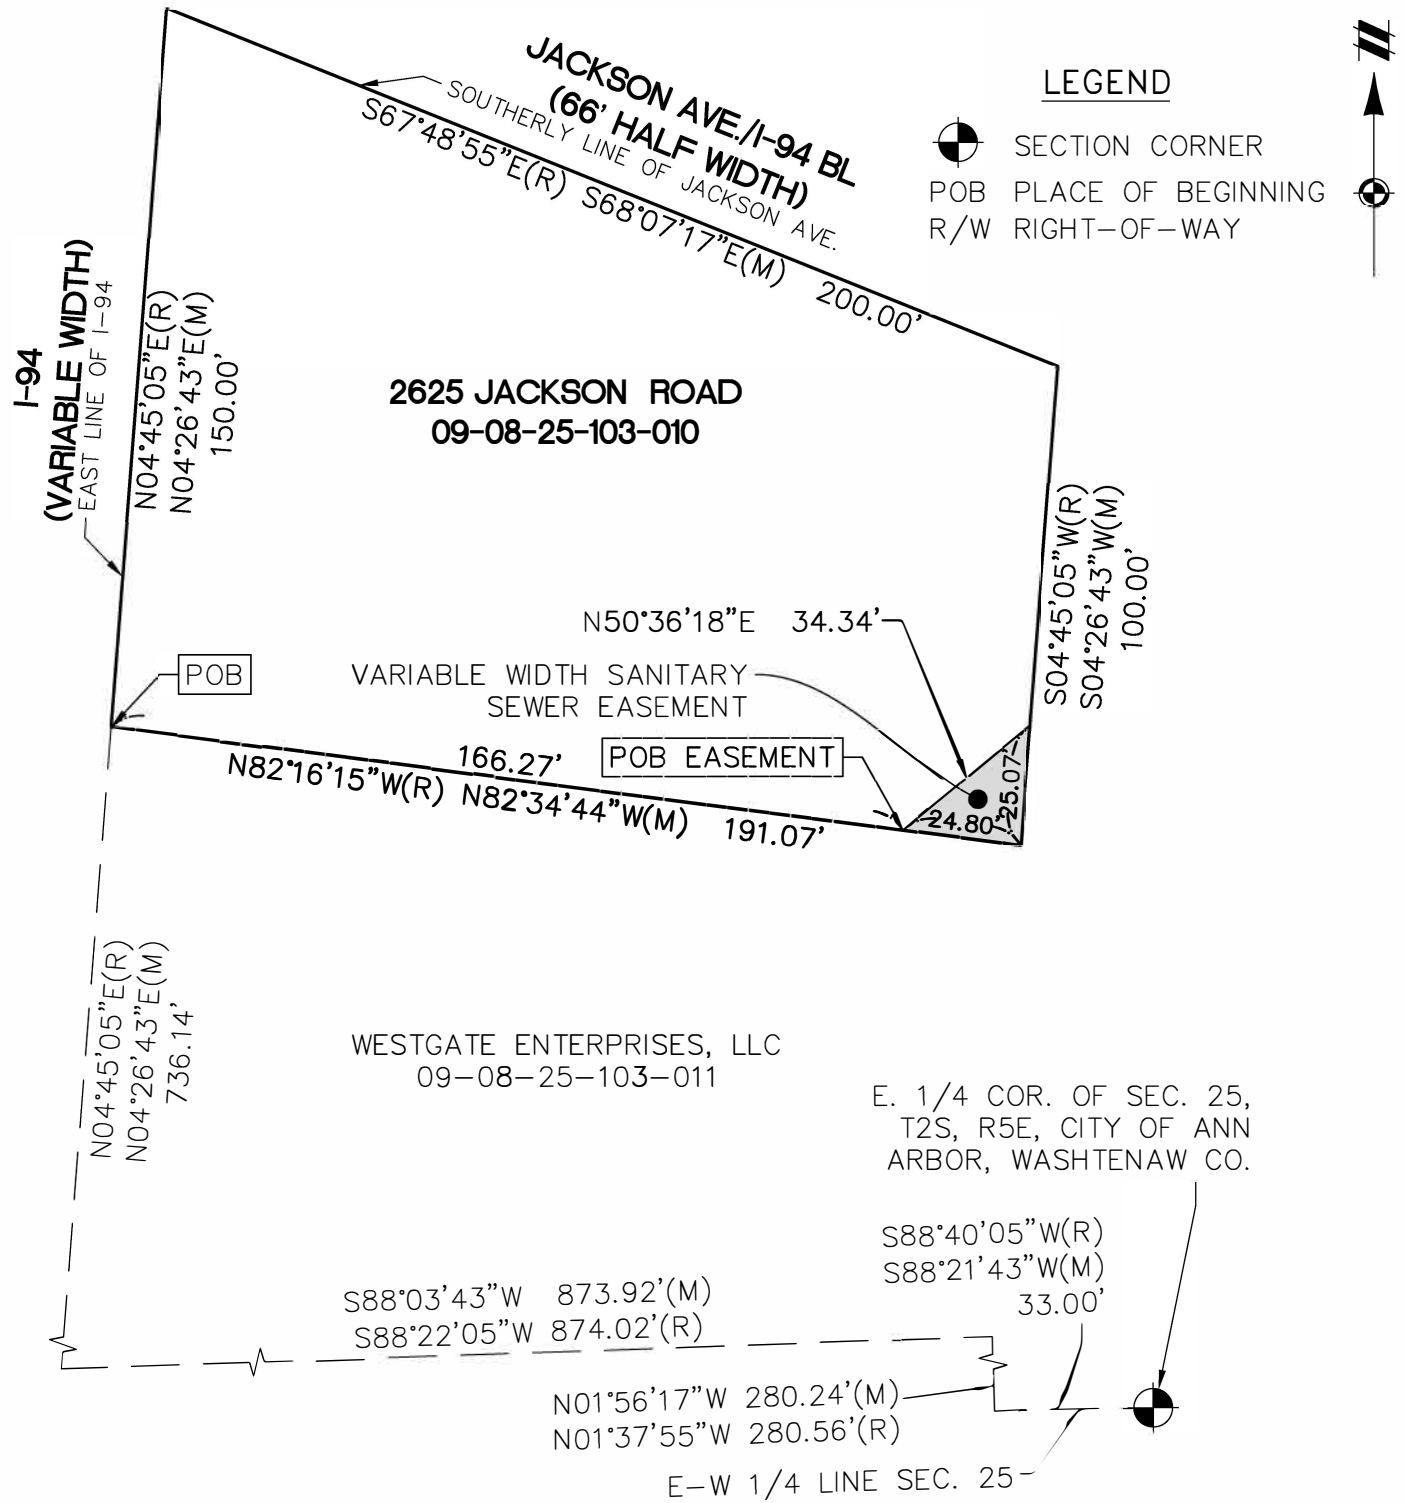 JACKSON AVE./I-94 BL
(66' HALF WIDTH)
SOUTHERLY LINE OF JACKSON AVE.
S67°48'55"E(R) S68°07'17"E(M) 200.00'
LEGEND
SECTION CORNER
POB PLACE OF BEGINNING
R/W RIGHT-OF-WAY
I-94
(VARIABLE WIDTH)
EAST LINE OF I-94
N04°45'05"E(R)
N04°26'43"E(M)
150.00'
2625 JACKSON ROAD
09-08-25-103-010
S04°45'05"W(R)
S04°26'43"W(M)
100.00'
N50°36'18"E 34.34'
POB
VARIABLE WIDTH SANITARY
SEWER EASEMENT
POB EASEMENT
166.27'
N82°16'15"W(R) N82°34'44"W(M) 191.07'
25.07'
24.80'
N04°45'05"E(R)
N04°26'43"E(M)
736.14'
WESTGATE ENTERPRISES, LLC
09-08-25-103-011
E. 1/4 COR. OF SEC. 25,
T2S, R5E, CITY OF ANN
ARBOR, WASHTENAW CO.
S88°40'05"W(R)
S88°21'43"W(M)
33.00'
S88°03'43"W 873.92'(M)
S88°22'05"W 874.02'(R)
N01°56'17"W 280.24'(M)
N01°37'55"W 280.56'(R)
E-W 1/4 LINE SEC. 25